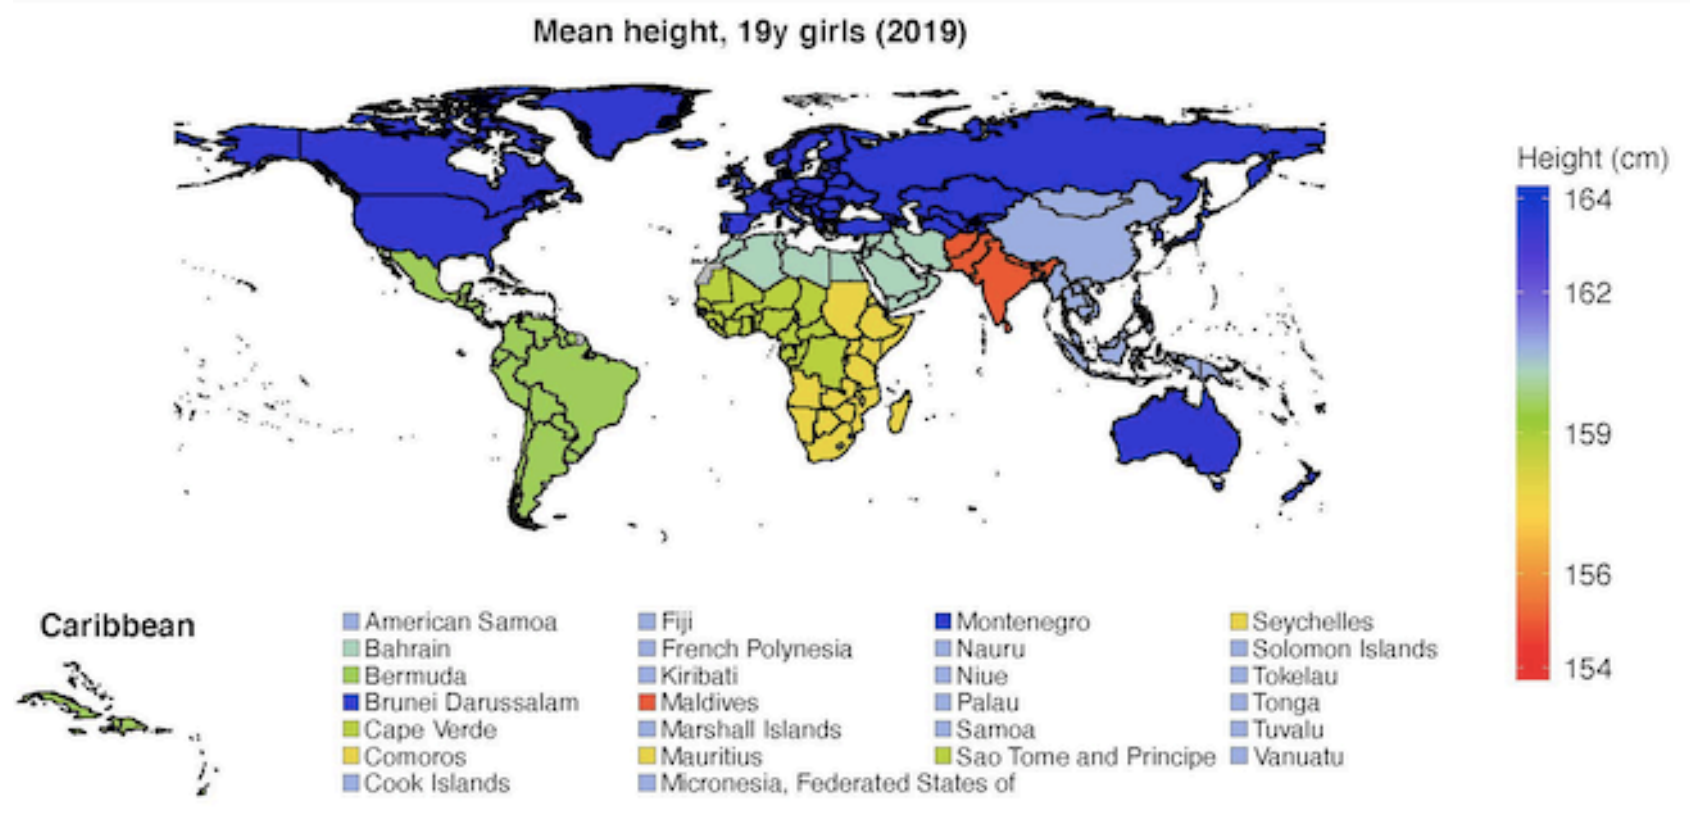 Mean height, 19y girls (2019)
Height (cm)
164
162
159
156
154
Caribbean
American Samoa
Bahrain
Bermuda
Brunei Darussalam
Cape Verde
Comoros
Cook Islands
Fiji
French Polynesia
Kiribati
Maldives
Marshall Islands
Mauritius
Micronesia, Federated States of
Montenegro
Nauru
Niue
Palau
Samoa
Sao Tome and Principe
Seychelles
Solomon Islands
Tokelau
Tonga
Tuvalu
Vanuatu